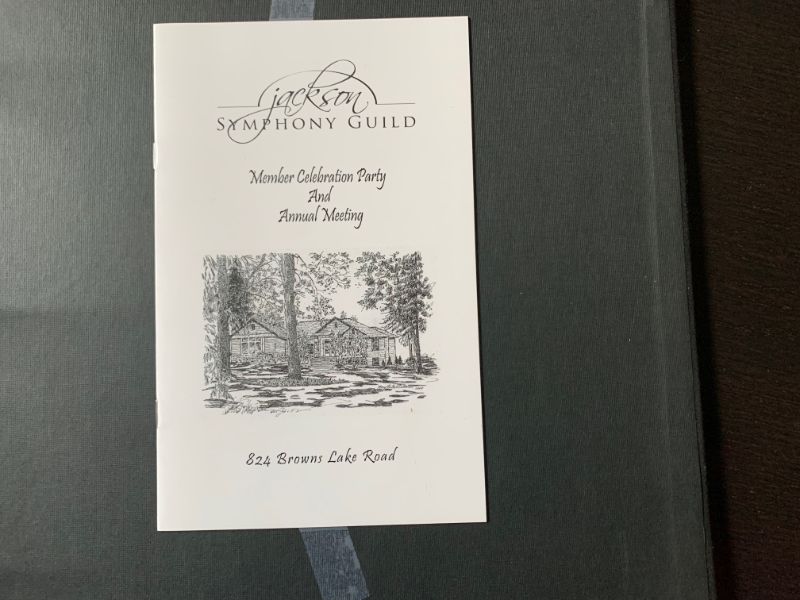 jackson
SYMPHONY GUILD
Member Celebration Party
And
Annual Meeting
824 Browns Lake Road